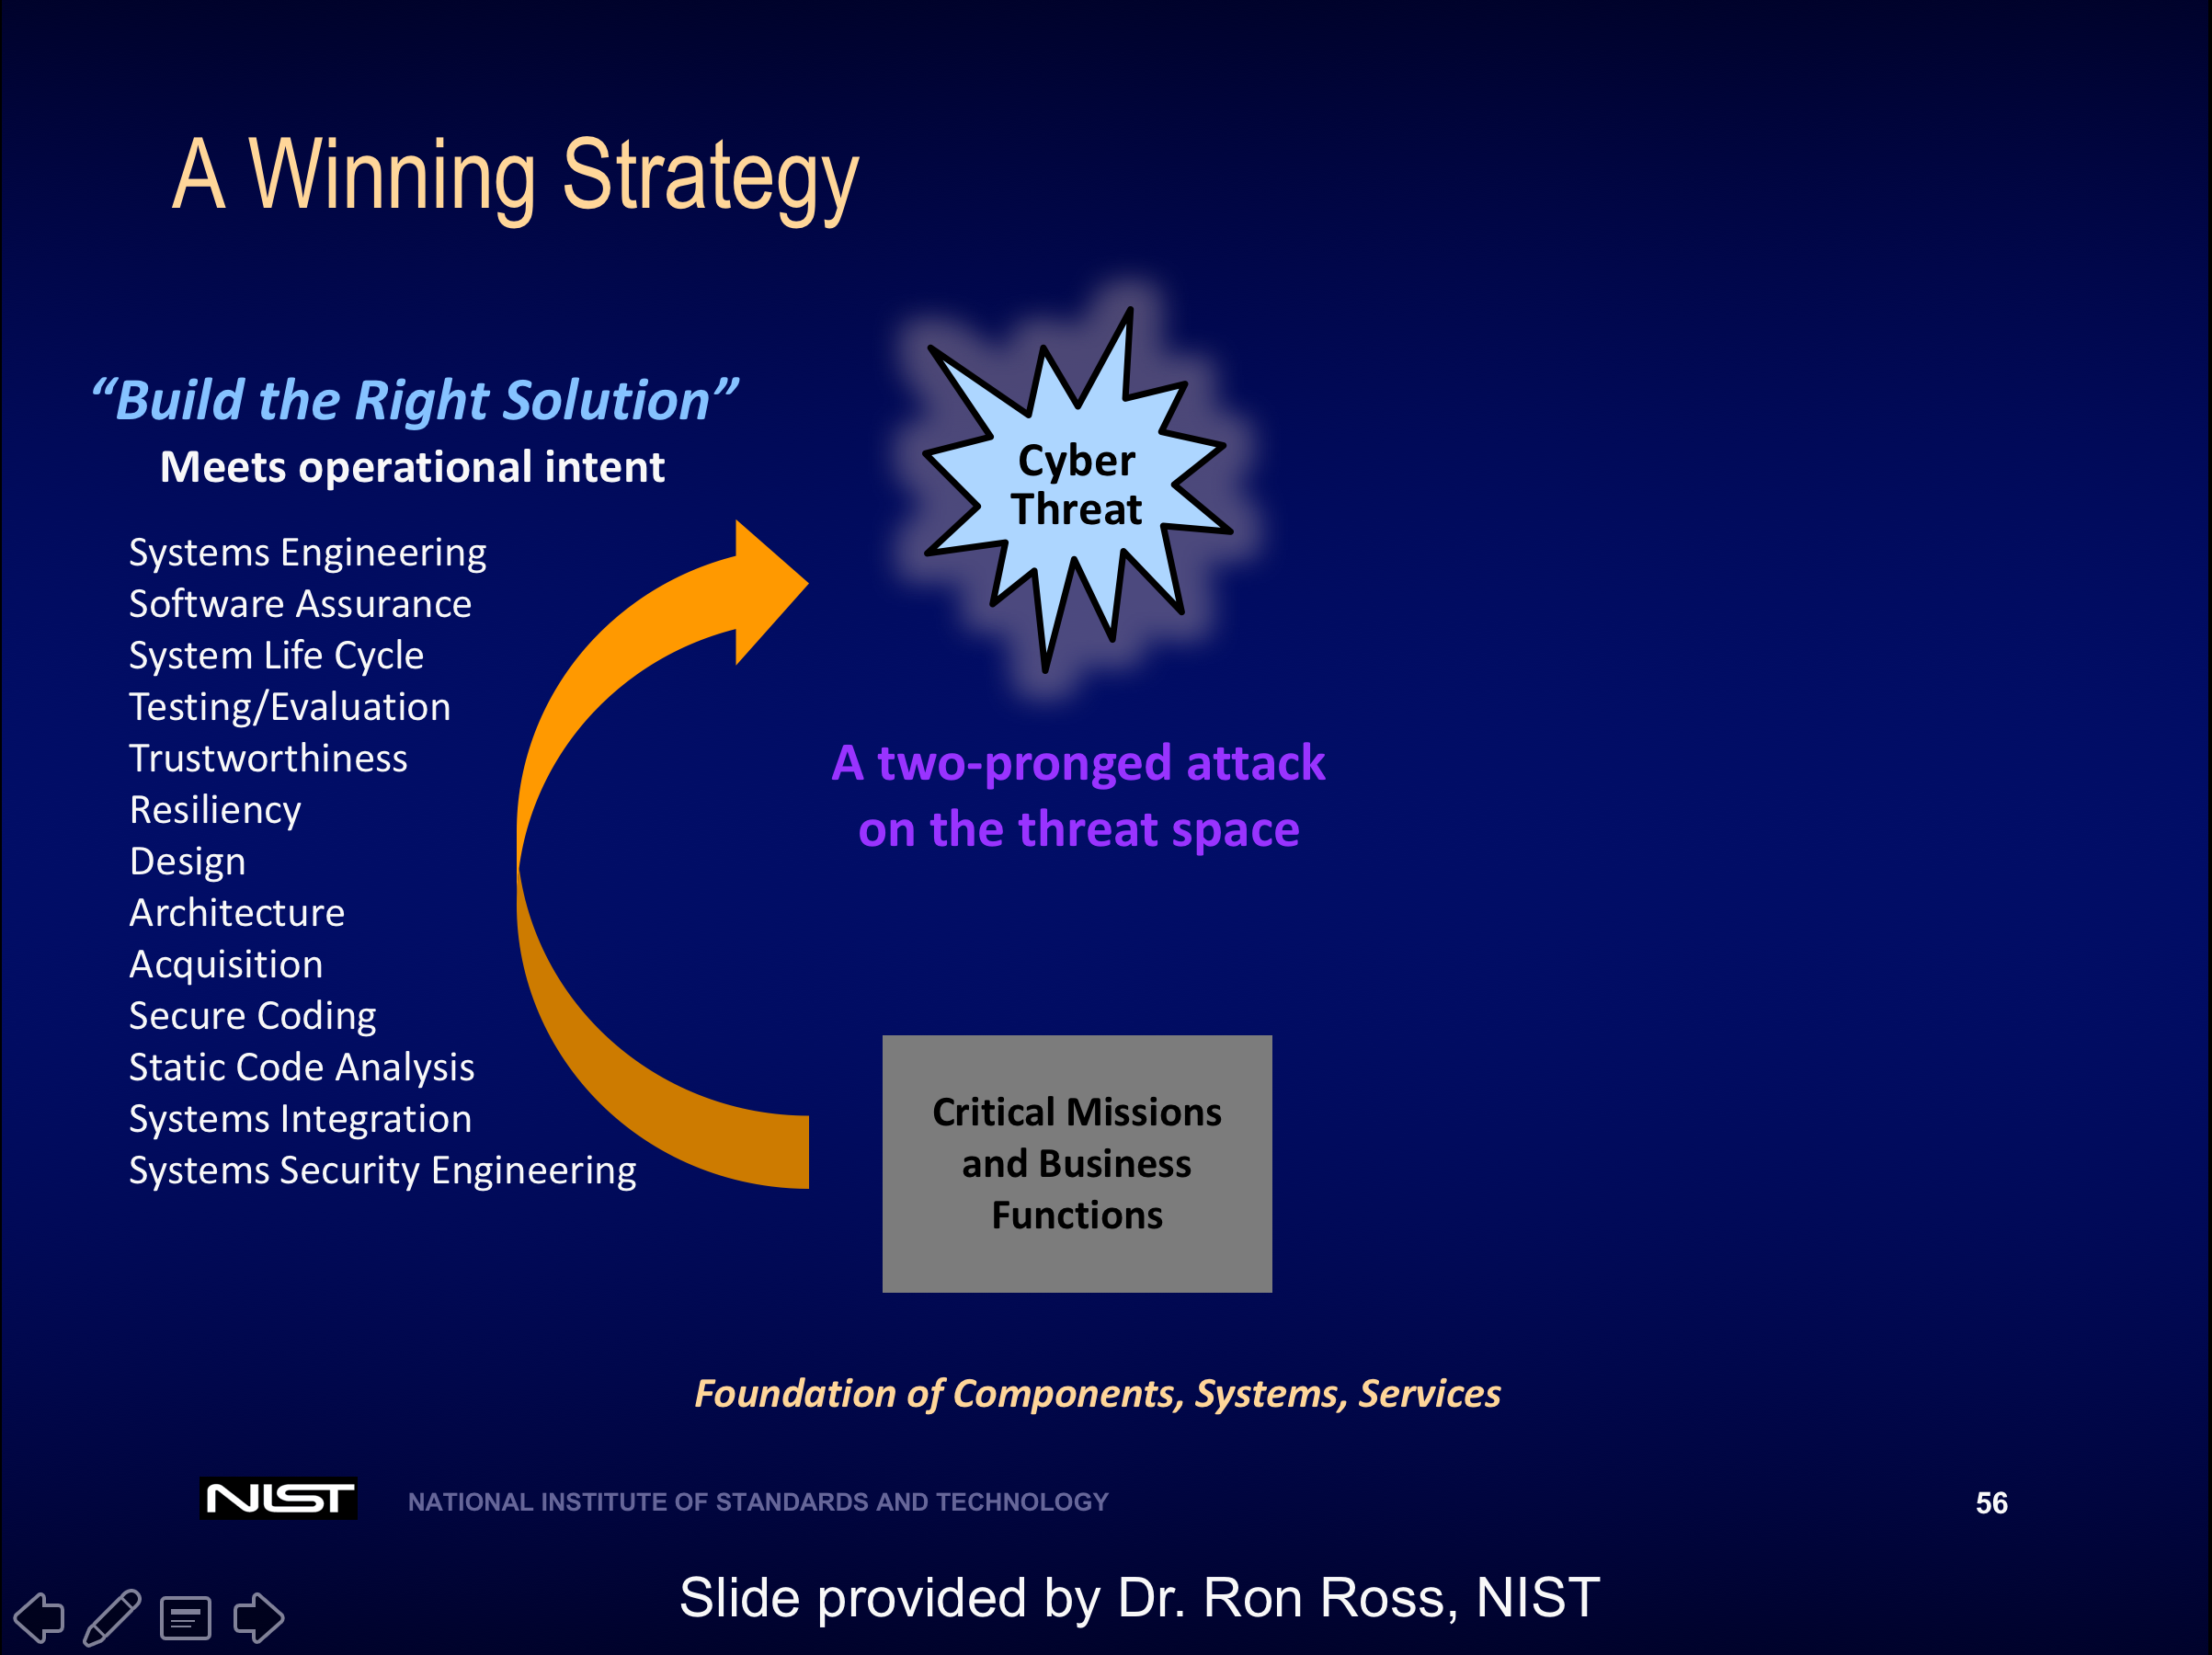 A Winning Strategy
“Build the Right Solution”
Meets operational intent
Systems Engineering
Software Assurance
System Life Cycle
Testing/Evaluation
Trustworthiness
Resiliency
Design
Architecture
Acquisition
Secure Coding
Static Code Analysis
Systems Integration
Systems Security Engineering
Cyber
Threat
A two-pronged attack
on the threat space
Critical Missions
and Business
Functions
Foundation of Components, Systems, Services
NIST
NATIONAL INSTITUTE OF STANDARDS AND TECHNOLOGY
56
Slide provided by Dr. Ron Ross, NIST